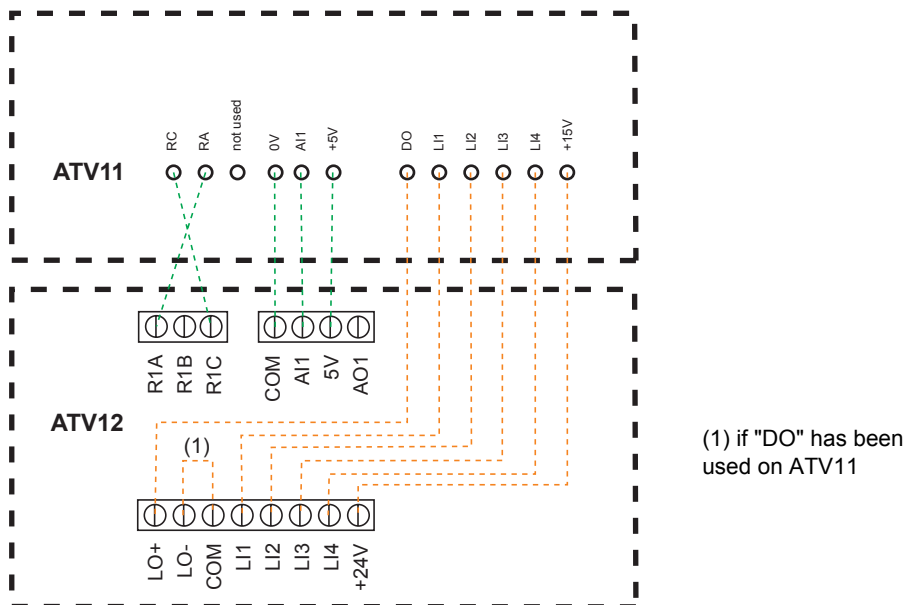 RC
RA
not used
0V
AI1
+5V
DO
LI1
LI2
LI3
LI4
+15V
ATV11
R1A
R1B
R1C
COM
AI1
5V
AO1
ATV12
(1)
(1) if "DO" has been
used on ATV11
LO+
LO-
COM
LI1
LI2
LI3
LI4
+24V